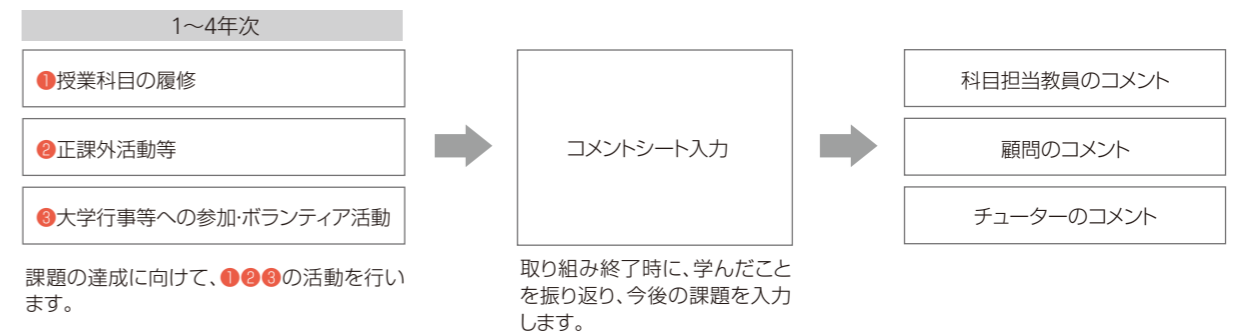 1〜4年次
❶授業科目の履修
❷正課外活動等
❸大学行事等への参加・ボランティア活動
課題の達成に向けて、❶❷❸の活動を行い
ます。
コメントシート入力
取り組み終了時に、学んだこと
を振り返り、今後の課題を入力
します。
科目担当教員のコメント
顧問のコメント
チューターのコメント